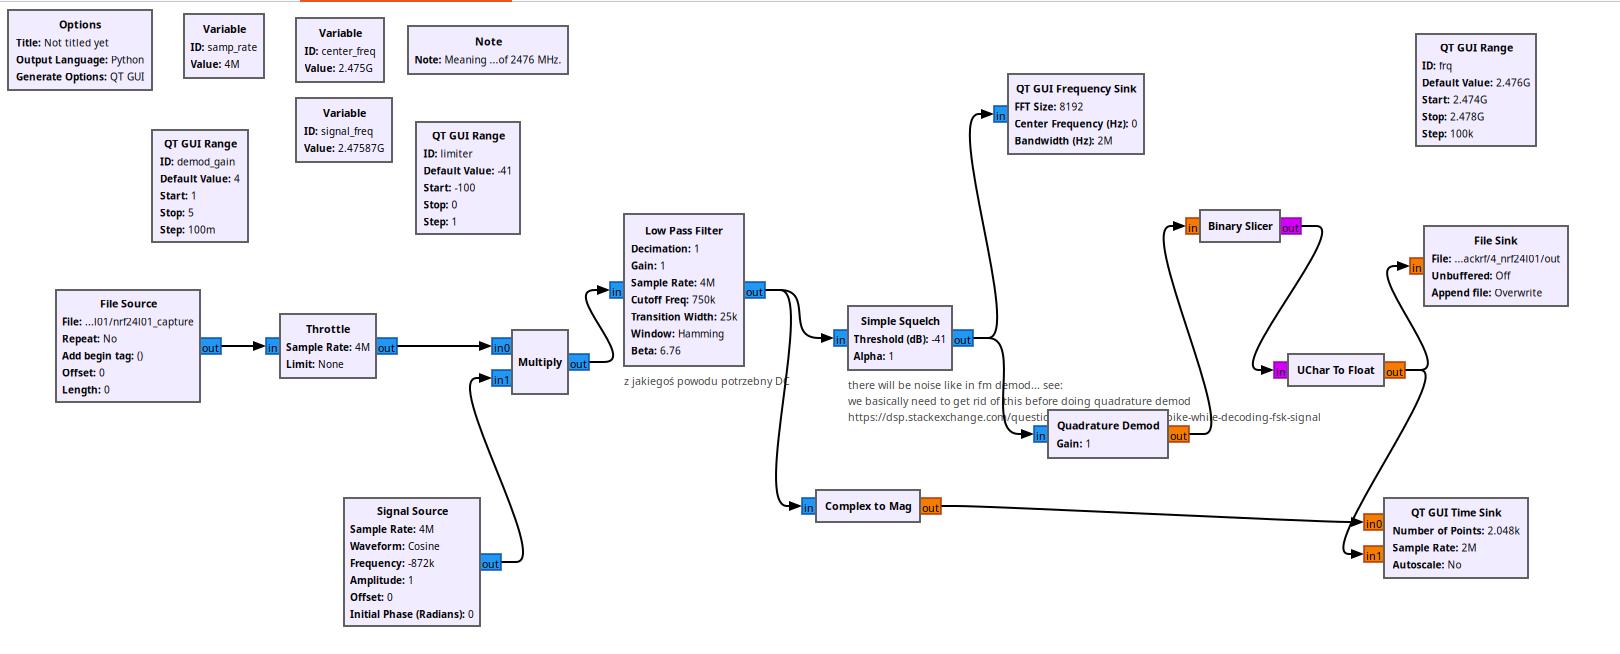 Options
Title: Not titled yet
Output Language: Python
Generate Options: QT GUI
Variable
ID: samp_rate
Value: 4M
Variable
ID: center_freq
Value: 2.475G
Note
Note: Meaning ...of 2476 MHz.
QT GUI Range
ID: frq
Default Value: 2.476G
Start: 2.474G
Stop: 2.478G
Step: 100k
QT GUI Frequency Sink
FFT Size: 8192
Center Frequency (Hz): 0
Bandwidth (Hz): 2M
in
Variable
ID: signal_freq
Value: 2.47587G
QT GUI Range
ID: demod_gain
Default Value: 4
Start: 1
Stop: 5
Step: 100m
QT GUI Range
ID: limiter
Default Value: -41
Start: -100
Stop: 0
Step: 1
Low Pass Filter
Decimation: 1
Gain: 1
Sample Rate: 4M
Cutoff Freq: 750k
Transition Width: 25k
Window: Hamming
Beta: 6.76
in
out
z jakiegoś powodu potrzebny DC
in
Binary Slicer
out
File Sink
File: ...ackrf/4_nrf24l01/out
Unbuffered: Off
Append file: Overwrite
in
File Source
File: ...l01/nrf24l01_capture
Repeat: No
Add begin tag: ()
Offset: 0
Length: 0
out
Throttle
Sample Rate: 4M
Limit: None
in
out
in0
in1
Multiply
out
Simple Squelch
Threshold (dB): -41
Alpha: 1
in
out
there will be noise like in fm demod... see:
we basically need to get rid of this before doing quadrature demod
https://dsp.stackexchange.com/questic
pike-while-decoding-fsk-signal
in
UChar To Float
out
Quadrature Demod
Gain: 1
in
out
in
Complex to Mag
out
Signal Source
Sample Rate: 4M
Waveform: Cosine
Frequency: -872k
Amplitude: 1
Offset: 0
Initial Phase (Radians): 0
out
QT GUI Time Sink
Number of Points: 2.048k
Sample Rate: 2M
Autoscale: No
in0
in1